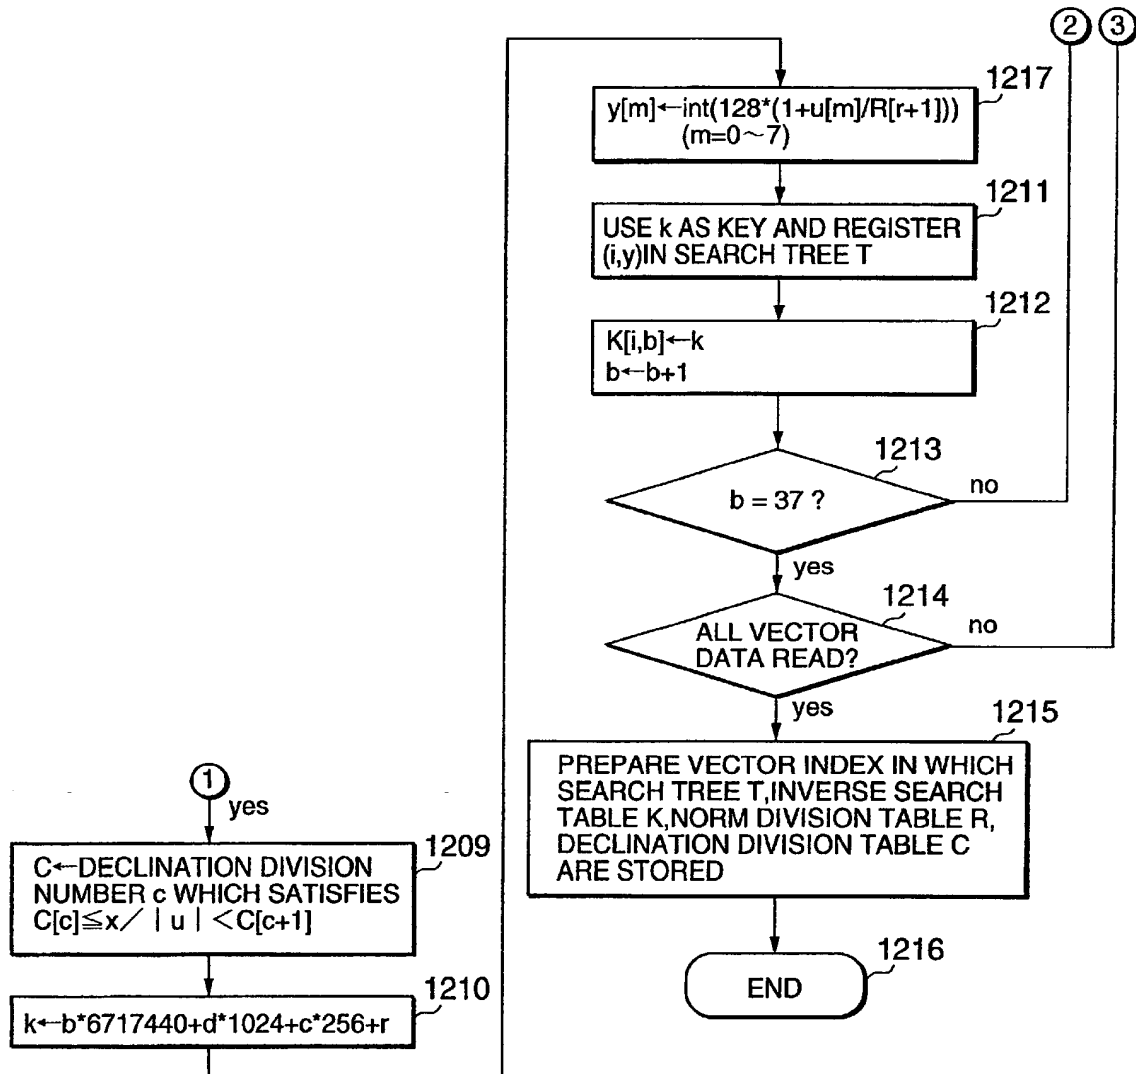 1
yes
1209
C←DECLINATION DIVISION
NUMBER c WHICH SATISFIES
C[c]≦x／｜u｜<C[c+1]
1210
k←b*6717440+d*1024+c*256+r
2
3
1217
y[m]←int(128*(1+u[m]/R[r+1]))
(m=0～7)
1211
USE k AS KEY AND REGISTER
(i,y)IN SEARCH TREE T
1212
K[i,b]←k
b←b+1
1213
b = 37 ?
no
yes
1214
ALL VECTOR
DATA READ?
no
yes
1215
PREPARE VECTOR INDEX IN WHICH
SEARCH TREE T,INVERSE SEARCH
TABLE K,NORM DIVISION TABLE R,
DECLINATION DIVISION TABLE C
ARE STORED
1216
END